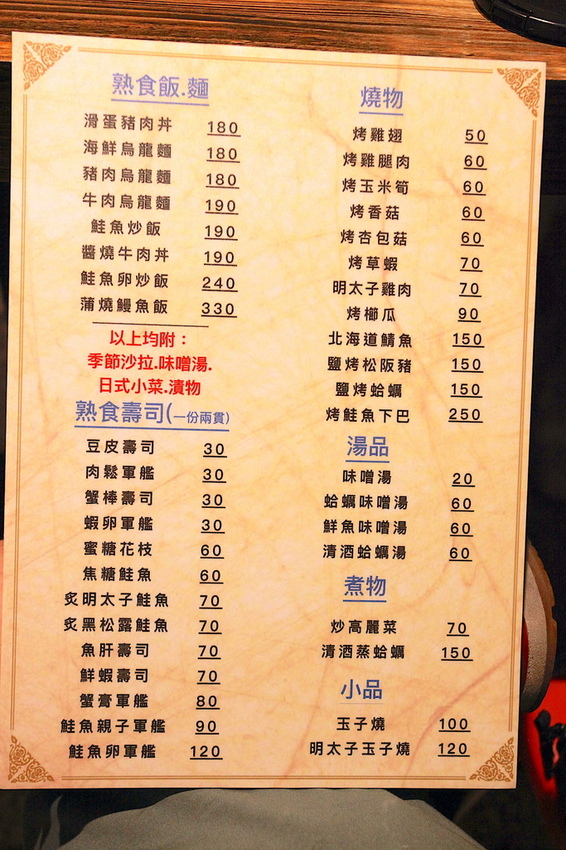 熟食飯.麵
滑蛋豬肉丼 180
海鮮烏龍麵 180
豬肉烏龍麵 180
牛肉烏龍麵 190
鮭魚炒飯 190
醬燒牛肉丼 190
鮭魚卵炒飯 240
蒲燒鰻魚飯 330
以上均附：
季節沙拉.味噌湯.
日式小菜.漬物
熟食壽司(一份兩貫)
豆皮壽司 30
肉鬆軍艦 30
蟹棒壽司 30
蝦卵軍艦 30
蜜糖花枝 60
焦糖鮭魚 60
炙明太子鮭魚 70
炙黑松露鮭魚 70
魚肝壽司 70
鮮蝦壽司 70
蟹膏軍艦 80
鮭魚親子軍艦 90
鮭魚卵軍艦 120
燒物
烤雞翅 50
烤雞腿肉 60
烤玉米筍 60
烤香菇 60
烤杏包菇 60
烤草蝦 70
明太子雞肉 70
烤櫛瓜 90
北海道鯖魚 150
鹽烤松阪豬 150
鹽烤蛤蠣 150
烤鮭魚下巴 250
湯品
味噌湯 20
蛤蠣味噌湯 60
鮮魚味噌湯 60
清酒蛤蠣湯 60
煮物
炒高麗菜 70
清酒蒸蛤蠣 150
小品
玉子燒 100
明太子玉子燒 120